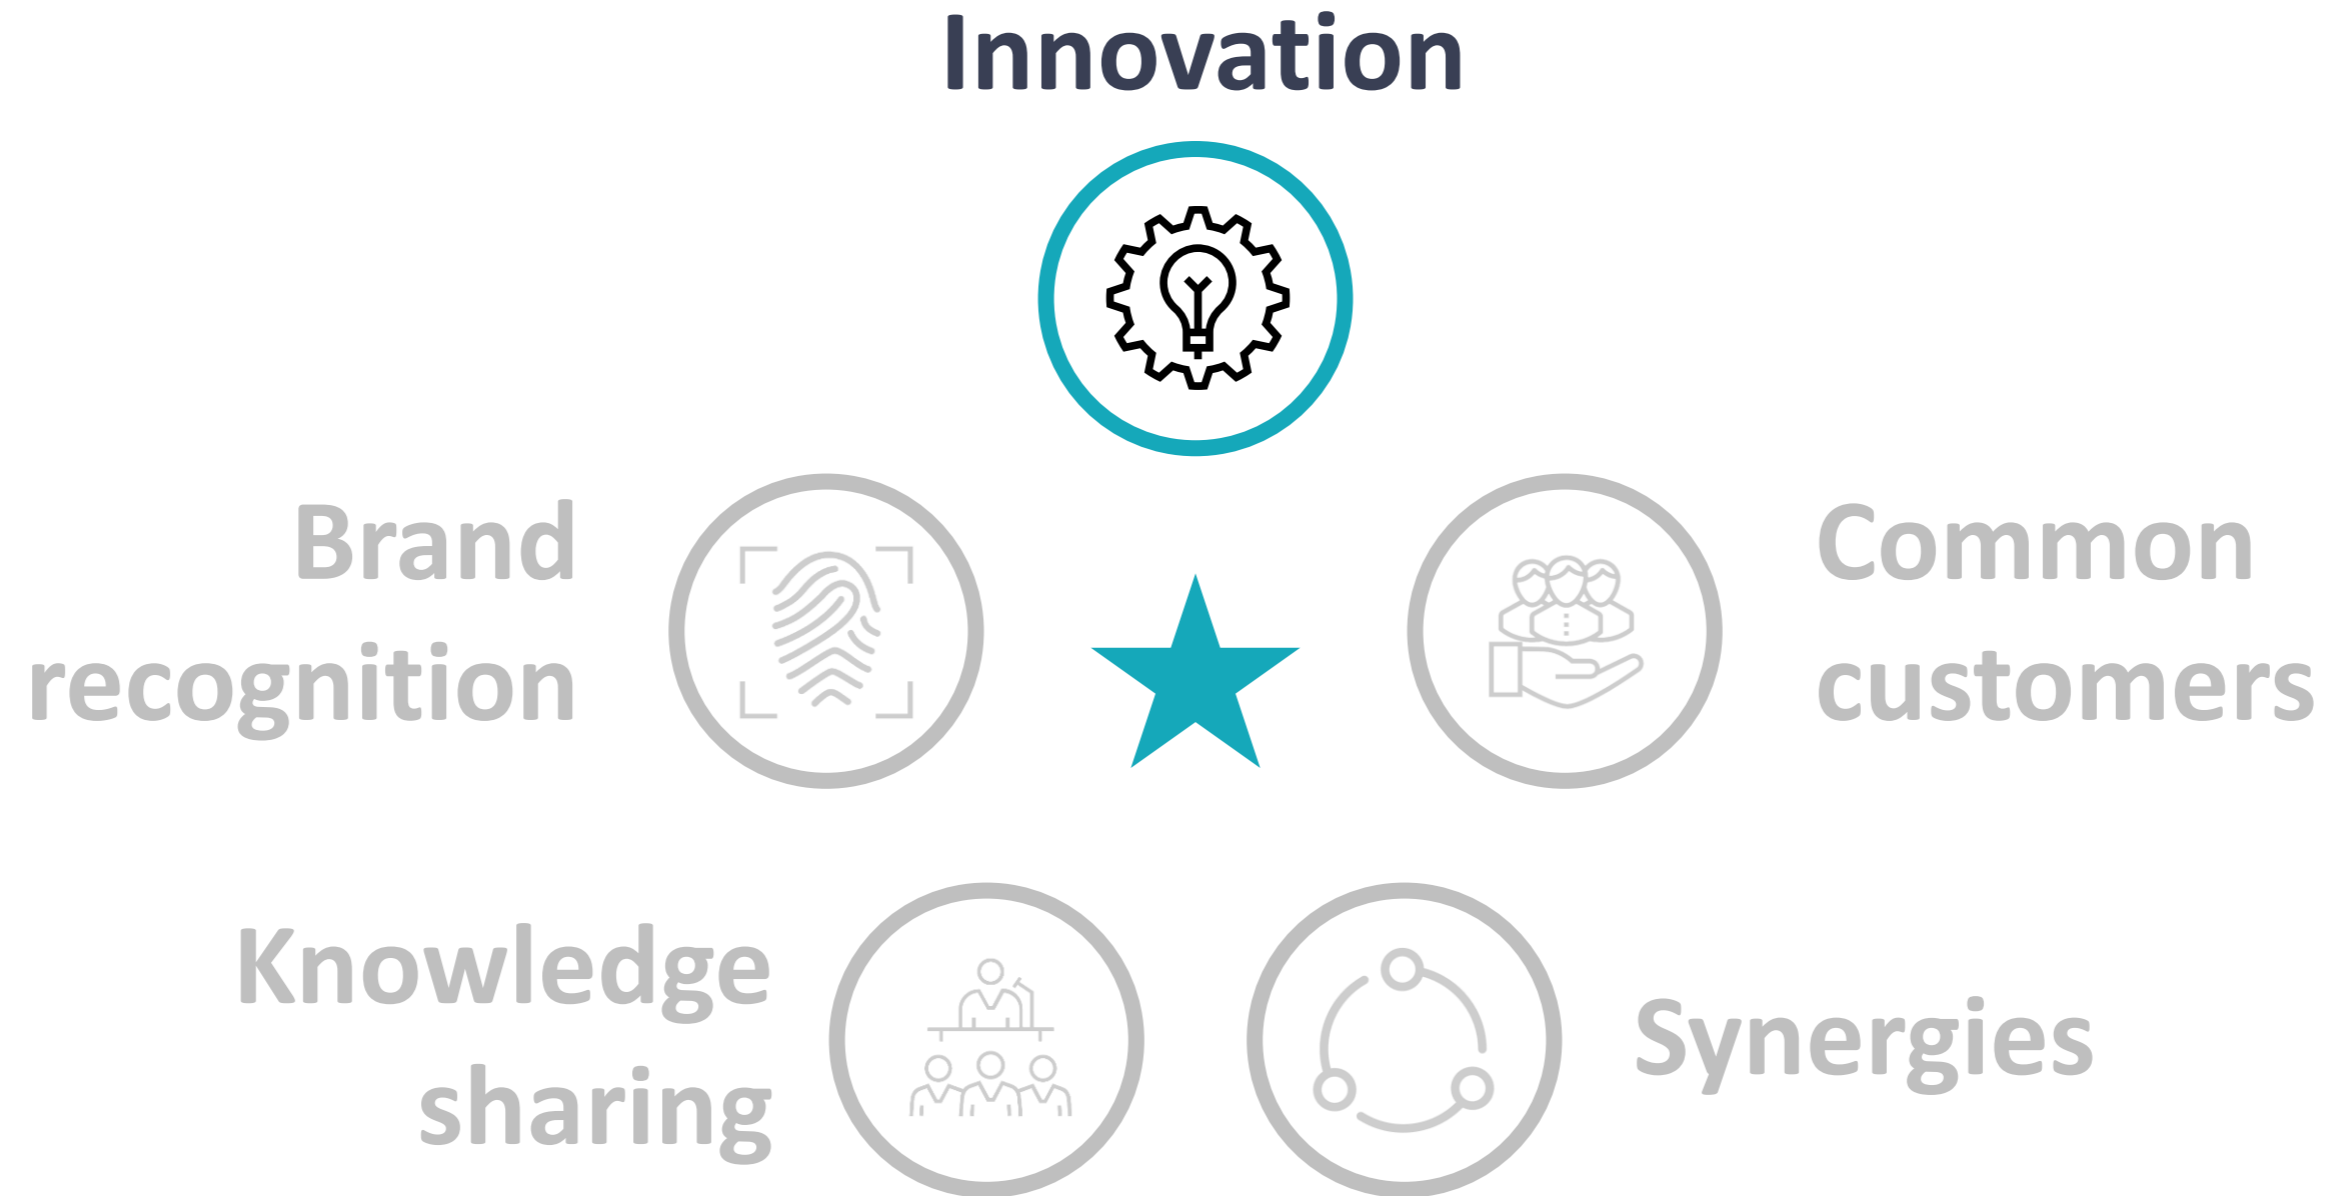 Innovation
Brand
recognition
Common
customers
Knowledge
sharing
Synergies